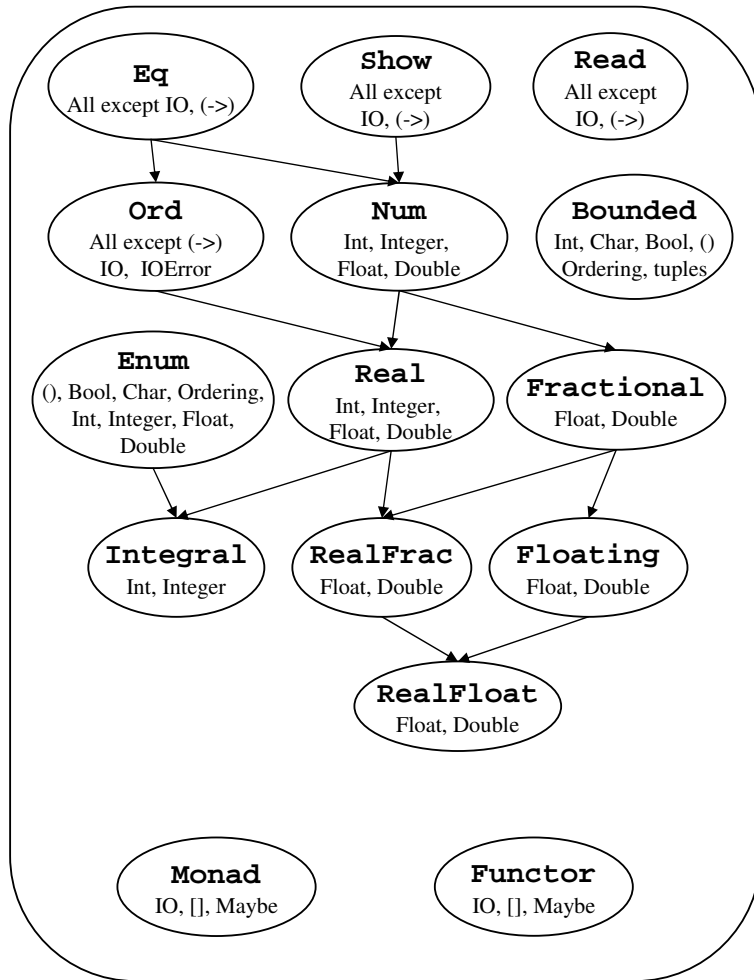 Eq
All except IO, (->)
Show
All except
IO, (->)
Read
All except
IO, (->)
Ord
All except (->)
IO, IOError
Num
Int, Integer,
Float, Double
Bounded
Int, Char, Bool, ()
Ordering, tuples
Enum
(), Bool, Char, Ordering,
Int, Integer, Float,
Double
Real
Int, Integer,
Float, Double
Fractional
Float, Double
Integral
Int, Integer
RealFrac
Float, Double
Floating
Float, Double
RealFloat
Float, Double
Monad
IO, [], Maybe
Functor
IO, [], Maybe